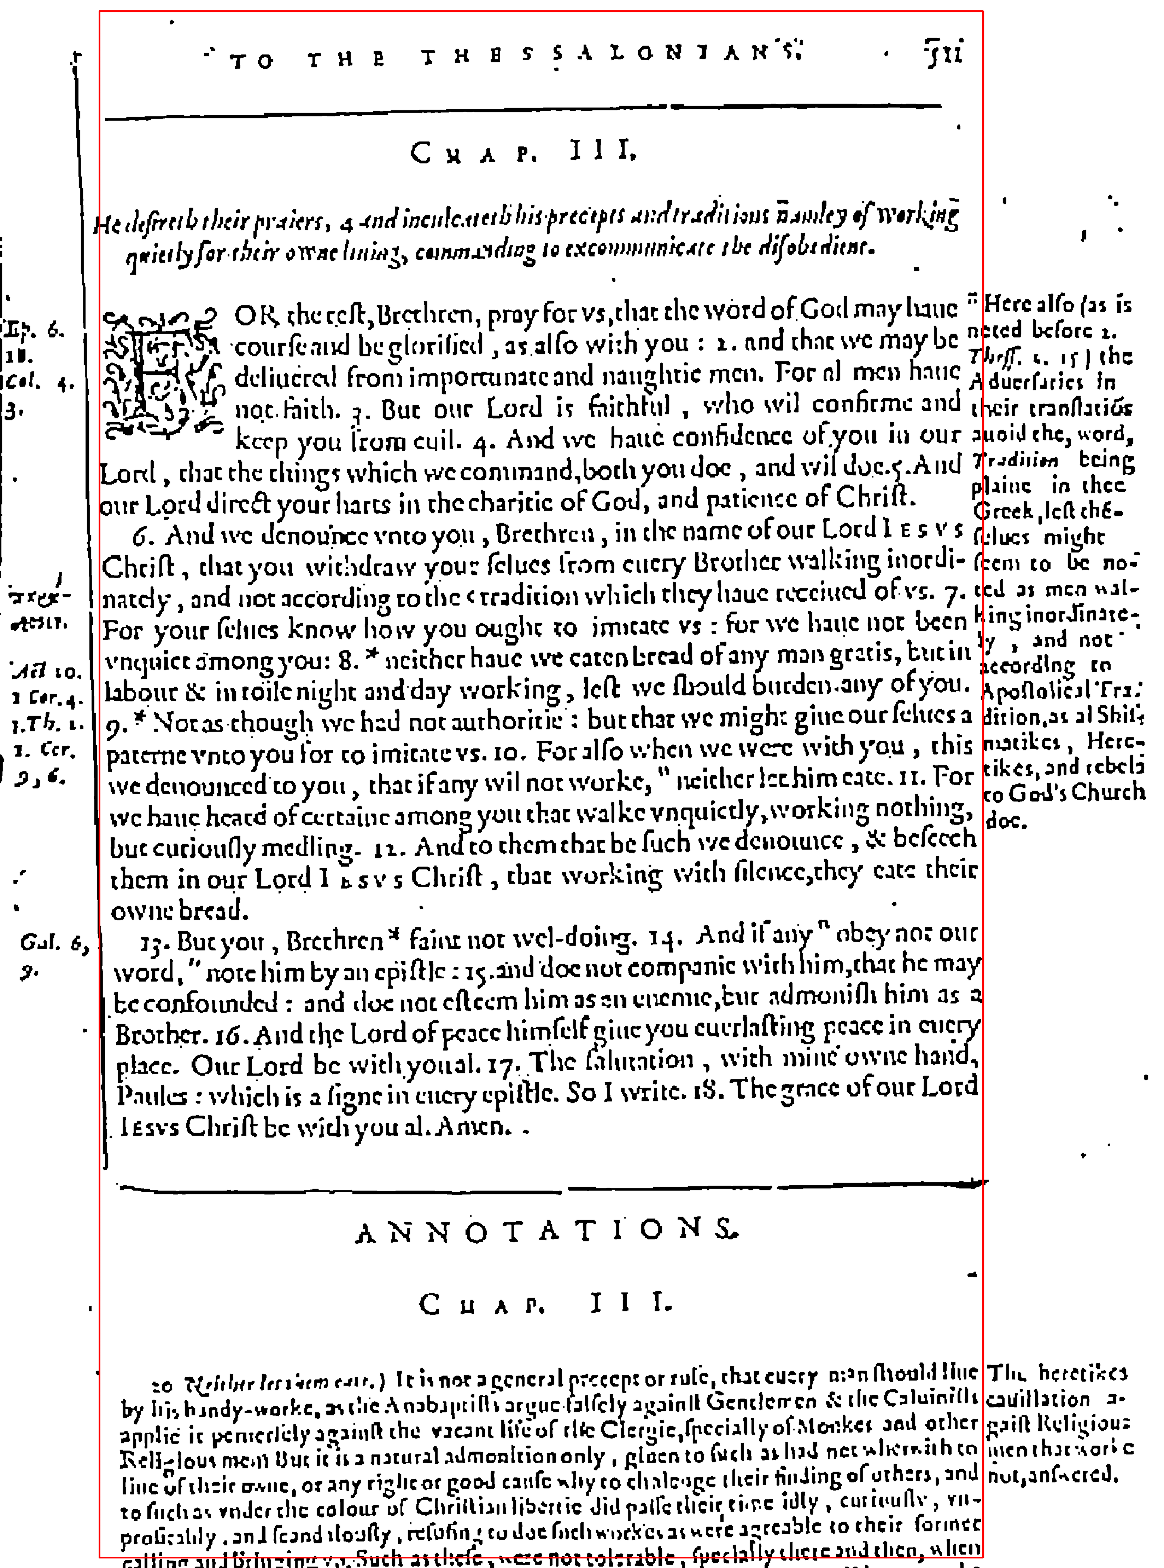 TO THE THESSALONIANS. 511
CHAP. III.
He desireth their praiers, 4 and inculcateth his precepts and traditions namley of working
quietly for their owne liuing, commanding to excommunicate the disobedient.
FOR the rest, Brethren, pray for vs, that the word of God may haue
course and be glorified, as also with you: 2. and that we may be
deliuered from importunate and naughtie men. For al men haue
not faith. 3. But our Lord is faithful, who wil confirme and
keep you from euil. 4. And we haue confidence of you in our
Lord, that the things which we command, both you doe, and wil doe. 5. And
our Lord direct your harts in the charitie of God, and patience of Christ.
6. And we denounce vnto you, Brethren, in the name of our Lord IESVS
Christ, that you withdraw your selues from euery Brother walking inordi-
nately, and not according to the tradition which they haue receiued of vs. 7.
For your selues know how you ought to imitate vs: for we haue not been
vnquiet among you: 8. * neither haue we eaten bread of any man gratis, but in
labour & in toile night and day working, lest we should burden any of you.
9. * Not as though we had not authoritie: but that we might giue our selues a
paterne vnto you for to imitate vs. 10. For also when we were with you, this
we denounced to you, that if any wil not worke, " neither let him eate. 11. For
we haue heard of certaine among you that walke vnquietly, working nothing,
but curiously medling. 12. And to them that be such we denounce, & beseech
them in our Lord IESVS Christ, that working with silence, they eate their
owne bread.
13. But you, Brethren * faint not wel-doing. 14. And if any " obey not our
word, " note him by an epistle: 15. and doe not companie with him, that he may
be confounded: and doe not esteem him as an enemie, but admonish him as a
Brother. 16. And the Lord of peace himself giue you euerlasting peace in euery
place. Our Lord be with you al. 17. The salutation, with mine owne hand,
Paules: which is a signe in euery epistle. So I write. 18. The grace of our Lord
IESVS Christ be with you al. Amen.
Ep. 6.
18.
Col. 4.
3.
Act 20.
1 Cor. 4.
1. Th. 2.
1. Cor.
9, 6.
Gal. 6,
9.
" Here also (as is
noted before 2.
Thess. 2. 15) the
Aduersaries in
their translatiõs
auoid the, word,
Tradition being
plaine in thee
Greek, lest thē-
selues might
seem to be no-
ted as men wal-
king inordinate-
ly, and not
according to
Apostolical Tra-
dition, as al Shis-
matikes, Here-
tikes, and rebels
to God's Church
doe.
ANNOTATIONS.
CHAP. III.
10 Neither let him eate.) It is not a general precept or rule, that euery man should liue
by his handy-worke, as the Anabaptists argue falsely against Gentlemen & the Caluinists
applie it peruersely against the vacant life of the Clergie, specially of Monkes and other
Religious men But it is a natural admonition only, giuen to such as had not wherwith to
liue of their owne, or any right or good cause why to chalenge their finding of others, and
to such as vnder the colour of Christian libertie did passe their time idly, curiously, vn-
profitably, and scandalously, refusing to doe such workes as were agreable to their former
calling and bringing vp. Such as these, were not tolerable, specially there and then, when
The heretikes
cauillation a-
gaist Religious
men that worke
not, answered.